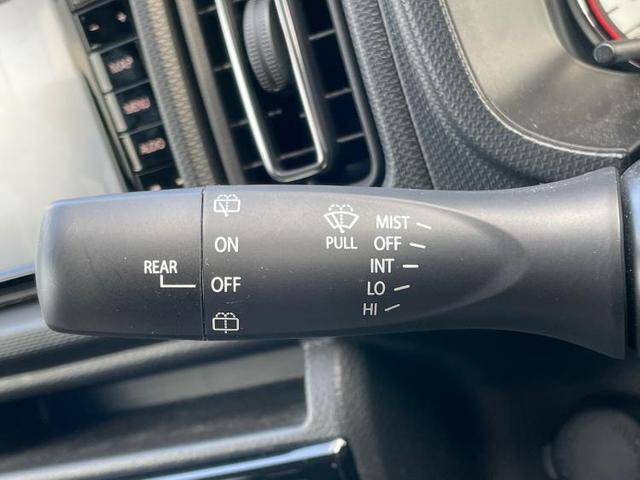 MAP
MENU
AUDIO
REAR
ON
OFF
PULL
MIST
OFF
INT
LO
HI